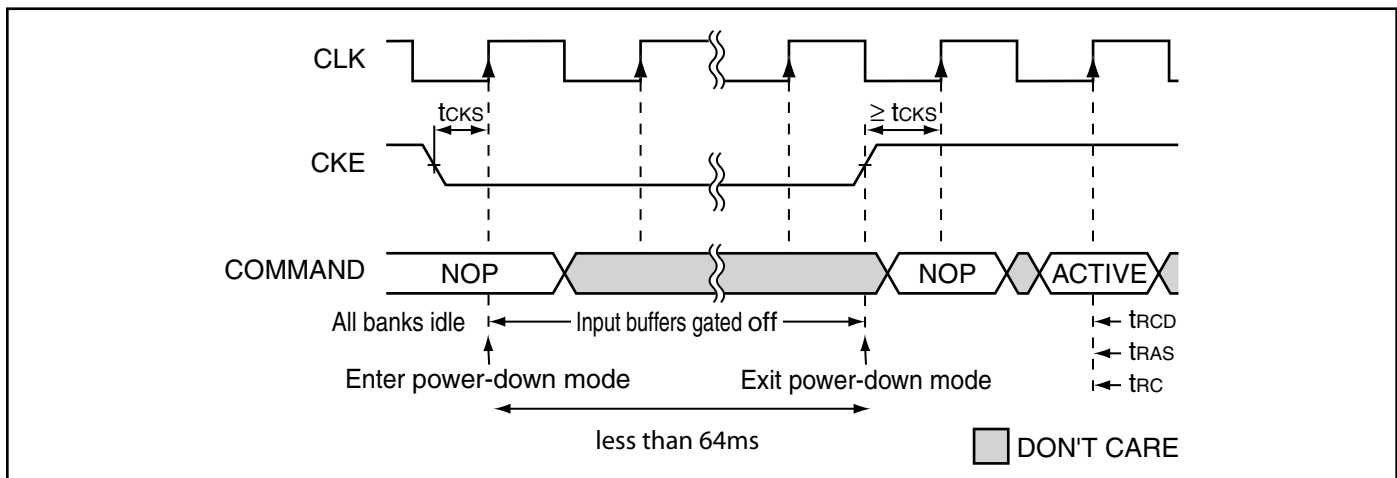 CLK
tCKS
≥ tCKS
CKE
COMMAND
NOP
NOP
ACTIVE
All banks idle
Input buffers gated off
tRCD
tRAS
tRC
Enter power-down mode
Exit power-down mode
less than 64ms
DON'T CARE